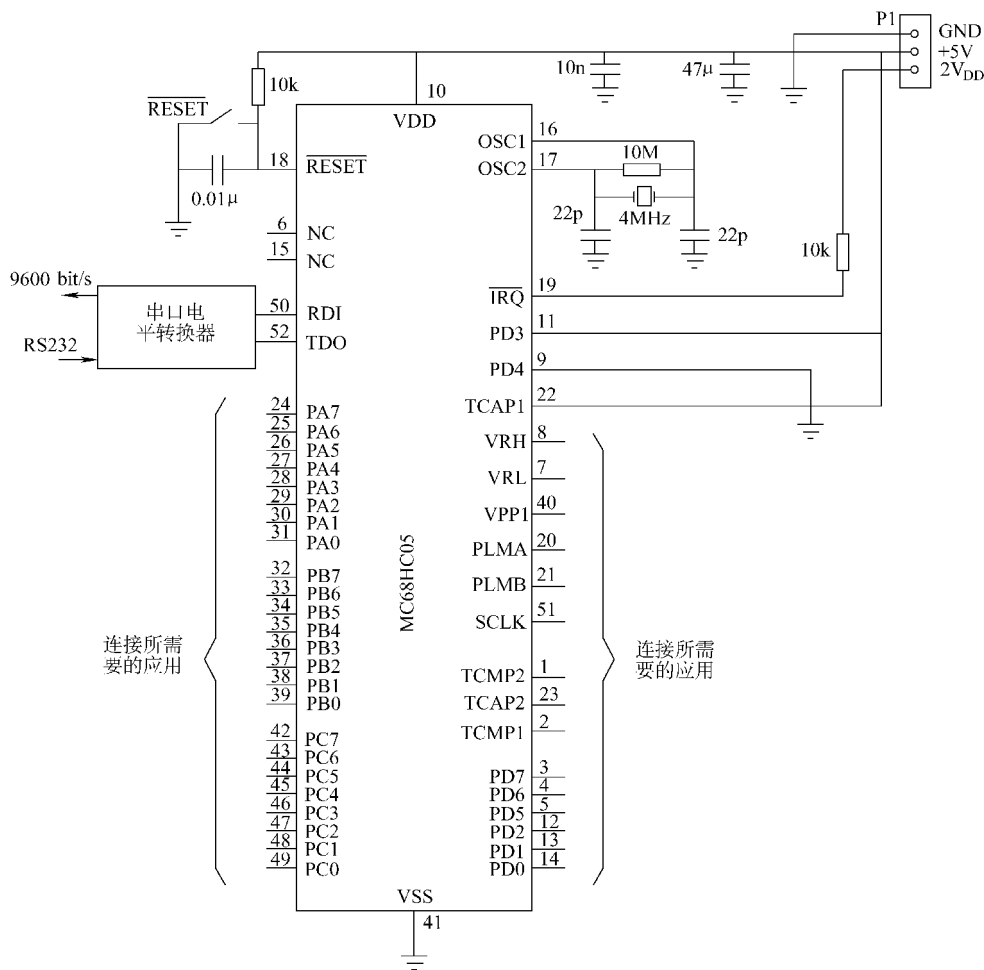 P1
GND
+5V
2VDD
10n
47μ
10k
RESET
0.01μ
10
VDD
18
RESET
6
NC
15
NC
9600 bit/s
RS232
串口电
平转换器
50
RDI
52
TDO
24
PA7
25
PA6
26
PA5
27
PA4
28
PA3
29
PA2
30
PA1
31
PA0
32
PB7
33
PB6
34
PB5
35
PB4
36
PB3
37
PB2
38
PB1
39
PB0
42
PC7
43
PC6
44
PC5
45
PC4
46
PC3
47
PC2
48
PC1
49
PC0
连接所需
要的应用
MC68HC05
OSC1
16
OSC2
17
10M
4MHz
22p
22p
10k
IRQ
19
PD3
11
PD4
9
TCAP1
22
VRH
8
VRL
7
VPP1
40
PLMA
20
PLMB
21
SCLK
51
TCMP2
1
TCAP2
23
TCMP1
2
PD7
3
PD6
4
PD5
5
PD2
12
PD1
13
PD0
14
连接所需
要的应用
VSS
41